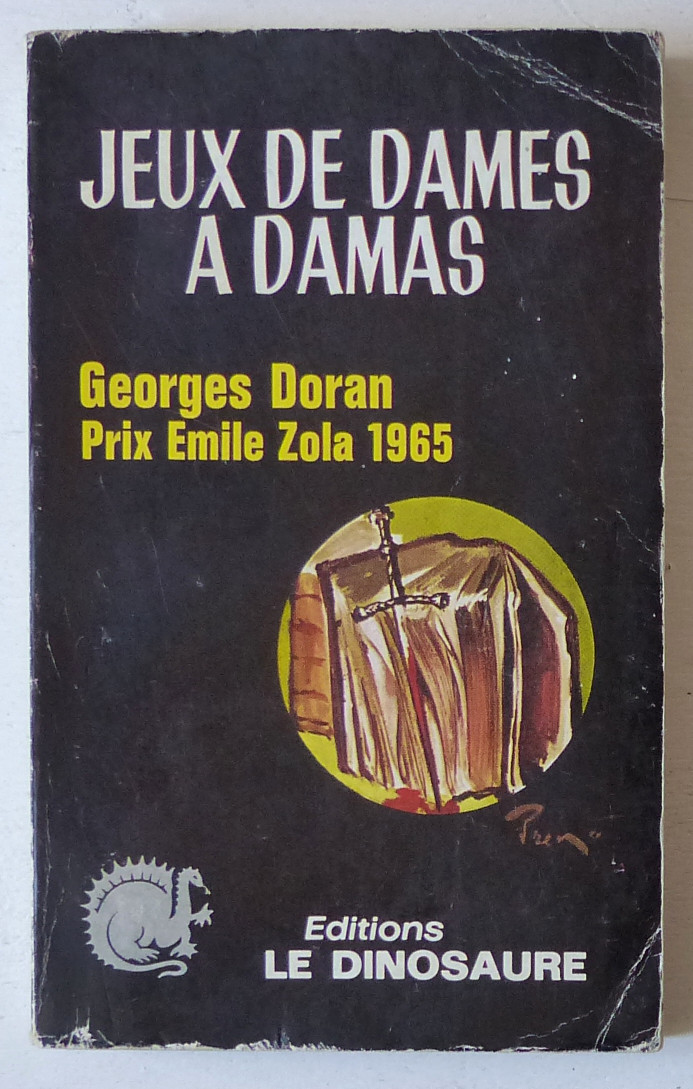 JEUX DE DAMES
A DAMAS
Georges Doran
Prix Emile Zola 1965
Editions
LE DINOSAURE